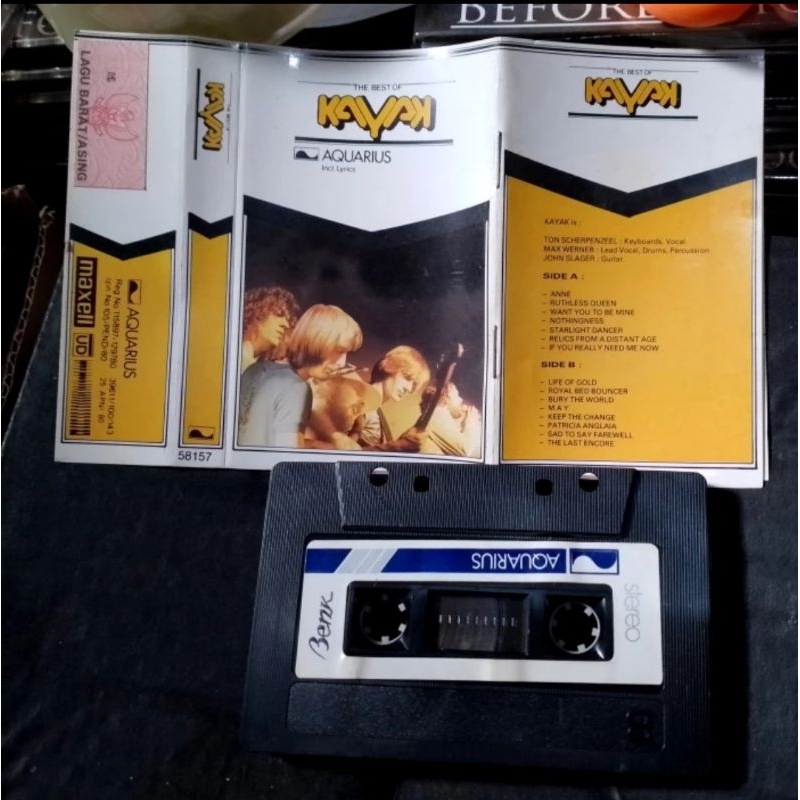 BEFORE
LAGU BARAT/ASING
AQUARIUS
maxell
UD
THE BEST OF
KAYAK
58157
THE BEST OF
KAYAK
AQUARIUS
Incl. Lyrics
THE BEST OF
KAYAK
KAYAK is :
TON SCHERPENZEEL : Keyboards, Vocal.
MAX WERNER : Lead Vocal, Drums, Percussion
JOHN SLAGER : Guitar.
SIDE A :
– ANNE
– RUTHLESS QUEEN
– WANT YOU TO BE MINE
– NOTHINGNESS
– STARLIGHT DANCER
– RELICS FROM A DISTANT AGE
– IF YOU REALLY NEED ME NOW
SIDE B :
– LIFE OF GOLD
– ROYAL BED BOUNCER
– BURY THE WORLD
– M A Y
– KEEP THE CHANGE
– PATRICIA ANGLAIA
– SAD TO SAY FAREWELL
– THE LAST ENCORE
AQUARIUS
stereo